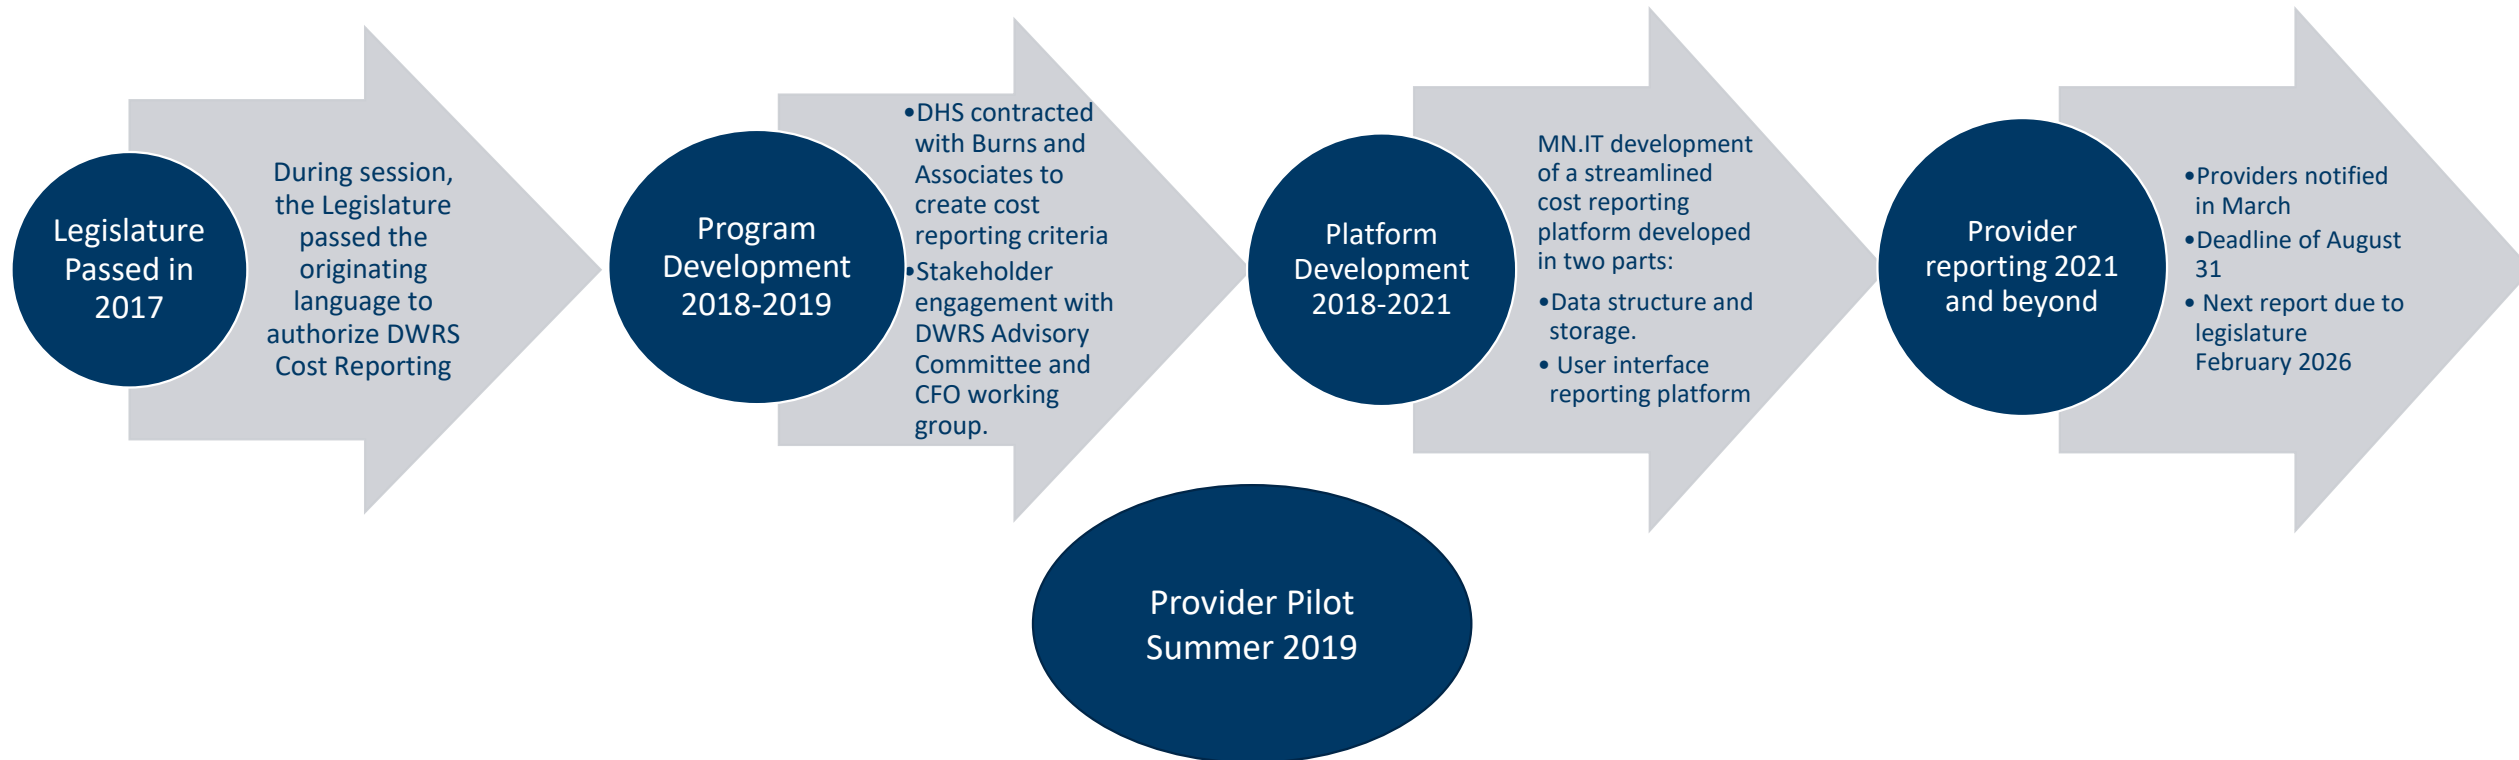 Legislature
Passed in
2017
During session,
the Legislature
passed the
originating
language to
authorize DWRS
Cost Reporting
Program
Development
2018-2019
•DHS contracted
with Burns and
Associates to
create cost
reporting criteria
•Stakeholder
engagement with
DWRS Advisory
Committee and
CFO working
group.
Platform
Development
2018-2021
MN.IT development
of a streamlined
cost reporting
platform developed
in two parts:
•Data structure and
storage.
• User interface
reporting platform
Provider
reporting 2021
and beyond
•Providers notified
in March
•Deadline of August
31
• Next report due to
legislature
February 2026
Provider Pilot
Summer 2019